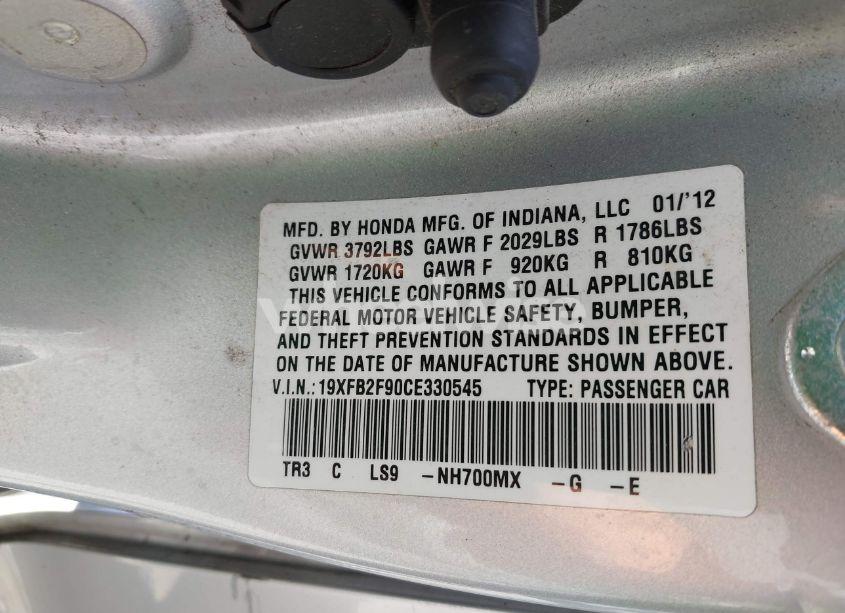 MFD. BY HONDA MFG. OF INDIANA, LLC 01/'12
GVWR 3792LBS GAWR F 2029LBS R 1786LBS
GVWR 1720KG GAWR F 920KG R 810KG
THIS VEHICLE CONFORMS TO ALL APPLICABLE
FEDERAL MOTOR VEHICLE SAFETY, BUMPER,
AND THEFT PREVENTION STANDARDS IN EFFECT
ON THE DATE OF MANUFACTURE SHOWN ABOVE.
V.I.N.:19XFB2F90CE330545 TYPE: PASSENGER CAR
TR3 C LS9 -NH700MX -G -E